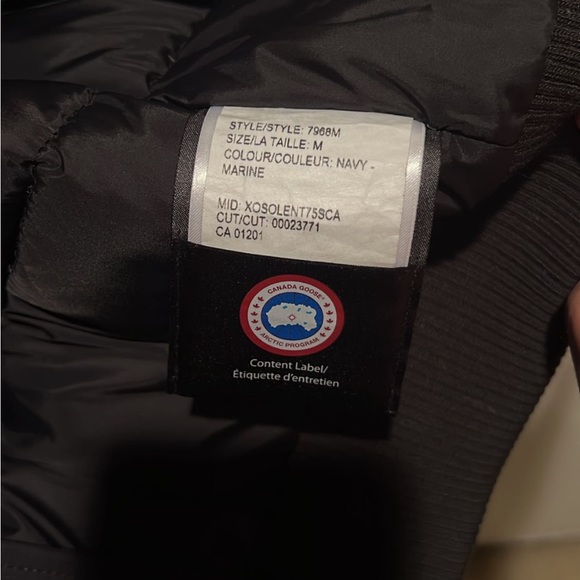 STYLE/STYLE: 7968M
SIZE/LA TAILLE: M
COLOUR/COULEUR: NAVY -
MARINE
MID: XOSOLENT75SCA
CUT/CUT: 00023771
CA 01201
CANADA GOOSE
ARCTIC PROGRAM
Content Label/
Étiquette d'entretien